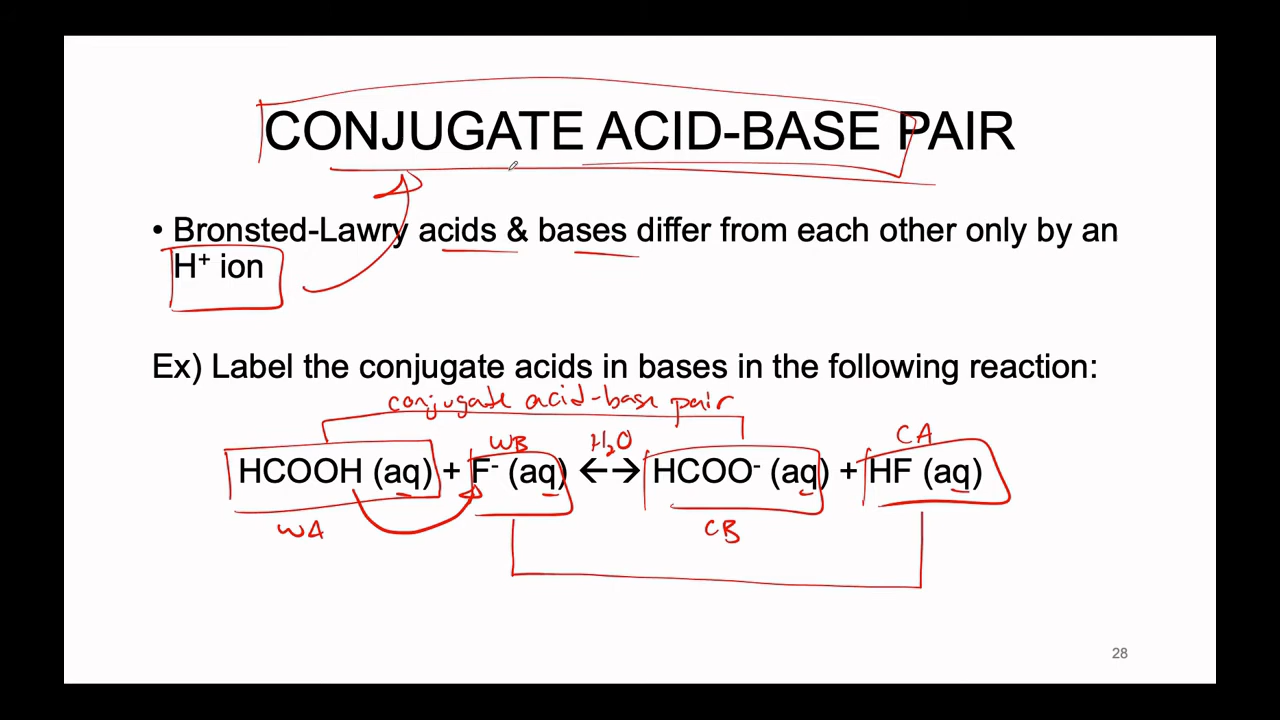 CONJUGATE ACID-BASE PAIR
• Bronsted-Lawry acids & bases differ from each other only by an
H⁺ ion
Ex) Label the conjugate acids in bases in the following reaction:
conjugate acid-base pair
WB H₂O CA
HCOOH (aq) + F⁻ (aq) ←→ HCOO⁻ (aq) + HF (aq)
WA CB
28